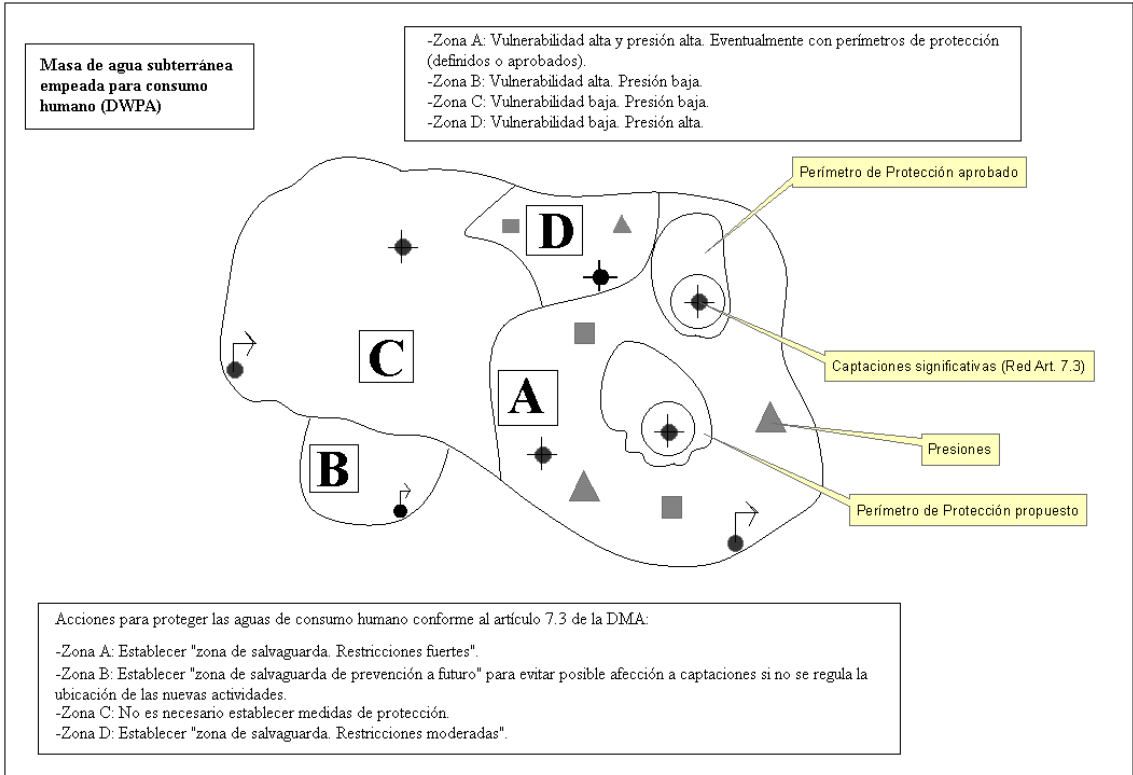 Masa de agua subterránea
empeada para consumo
humano (DWPA)
-Zona A: Vulnerabilidad alta y presión alta. Eventualmente con perímetros de protección
(definidos o aprobados).
-Zona B: Vulnerabilidad alta. Presión baja.
-Zona C: Vulnerabilidad baja. Presión baja.
-Zona D: Vulnerabilidad baja. Presión alta.
Perímetro de Protección aprobado
D
C
Captaciones significativas (Red Art. 7.3)
A
Presiones
B
Perímetro de Protección propuesto
Acciones para proteger las aguas de consumo humano conforme al artículo 7.3 de la DMA:
-Zona A: Establecer "zona de salvaguarda. Restricciones fuertes".
-Zona B: Establecer "zona de salvaguarda de prevención a futuro" para evitar posible afección a captaciones si no se regula la
ubicación de las nuevas actividades.
-Zona C: No es necesario establecer medidas de protección.
-Zona D: Establecer "zona de salvaguarda. Restricciones moderadas".